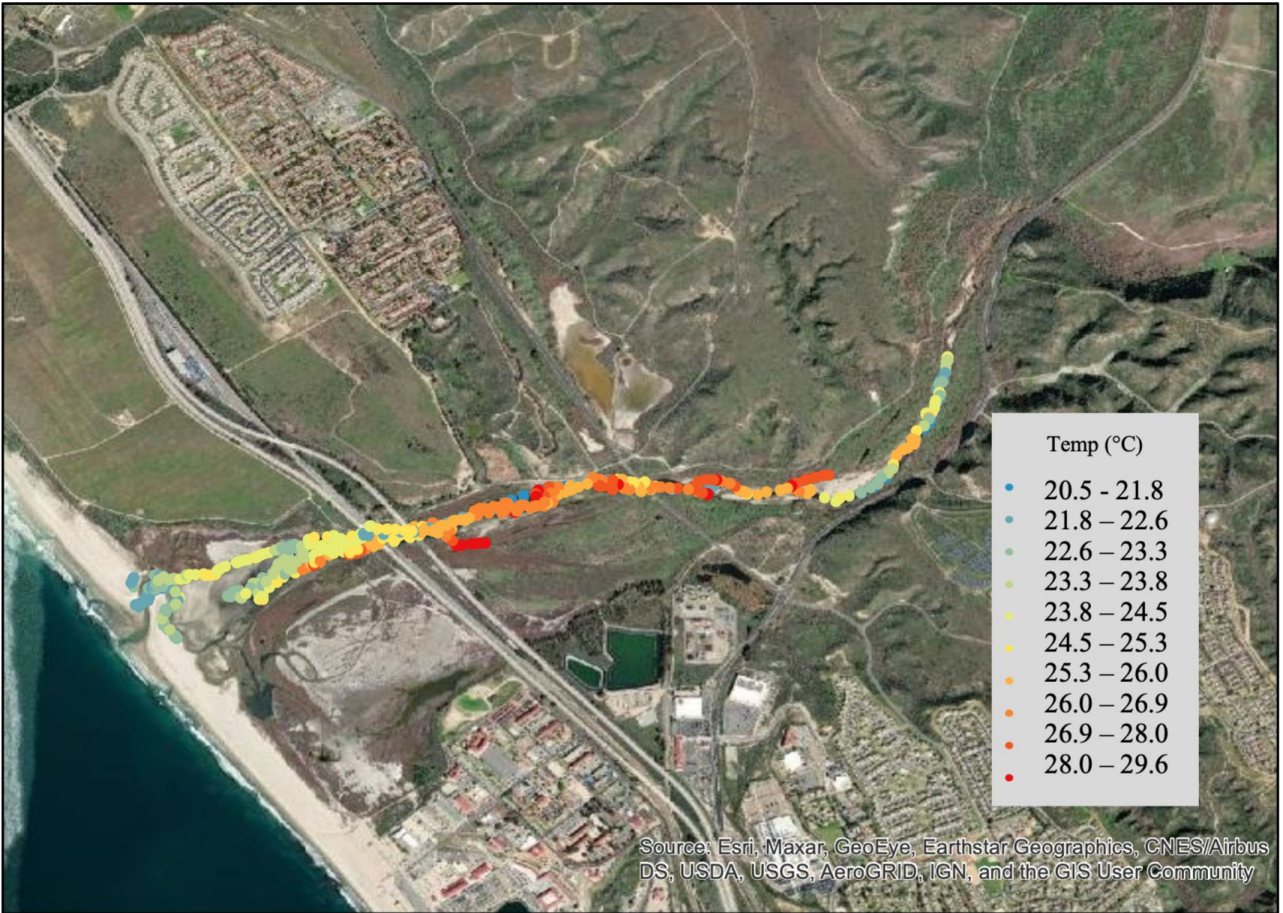 Temp (°C)
20.5 - 21.8
21.8 – 22.6
22.6 – 23.3
23.3 – 23.8
23.8 – 24.5
24.5 – 25.3
25.3 – 26.0
26.0 – 26.9
26.9 – 28.0
28.0 – 29.6
Source: Esri, Maxar, GeoEye, Earthstar Geographics, CNES/Airbus
DS, USDA, USGS, AeroGRID, IGN, and the GIS User Community